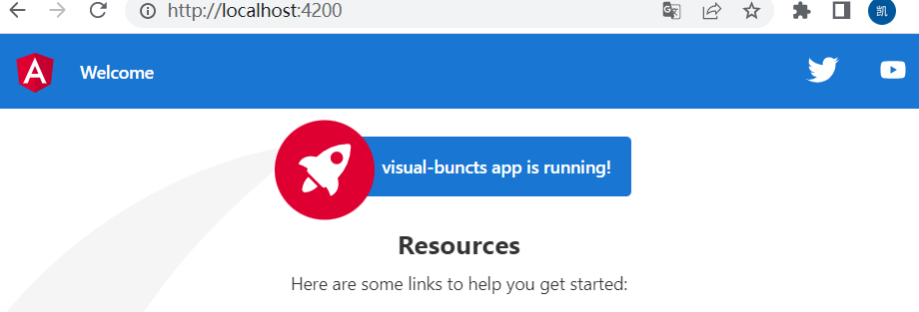 http://localhost:4200
凯
Welcome
visual-buncts app is running!
Resources
Here are some links to help you get started: